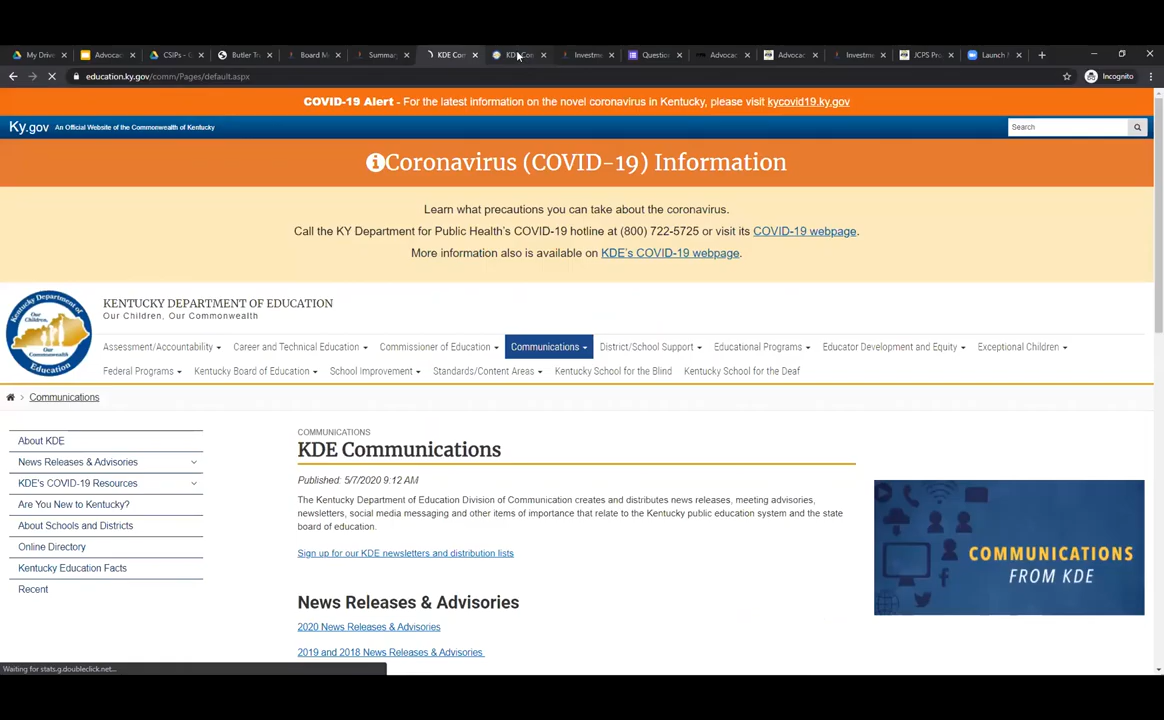 My Drive
Advocac
CSIPs - G
Butler Tr
Board M
Summar
KDE Com
KDE Con
Investme
Question
Advocac
Advocac
Investme
JCPS Pro
Launch M
education.ky.gov/comm/Pages/default.aspx
Incognito
COVID-19 Alert - For the latest information on the novel coronavirus in Kentucky, please visit kycovid19.ky.gov
Ky.gov An Official Website of the Commonwealth of Kentucky
Search
Coronavirus (COVID-19) Information
Learn what precautions you can take about the coronavirus.
Call the KY Department for Public Health's COVID-19 hotline at (800) 722-5725 or visit its COVID-19 webpage.
More information also is available on KDE's COVID-19 webpage.
Kentucky Department of Education
Our Children, Our Commonwealth
KENTUCKY DEPARTMENT OF EDUCATION
Our Children, Our Commonwealth
Assessment/Accountability
Career and Technical Education
Commissioner of Education
Communications
District/School Support
Educational Programs
Educator Development and Equity
Exceptional Children
Federal Programs
Kentucky Board of Education
School Improvement
Standards/Content Areas
Kentucky School for the Blind
Kentucky School for the Deaf
Communications
About KDE
News Releases & Advisories
KDE's COVID-19 Resources
Are You New to Kentucky?
About Schools and Districts
Online Directory
Kentucky Education Facts
Recent
COMMUNICATIONS
KDE Communications
Published: 5/7/2020 9:12 AM
The Kentucky Department of Education Division of Communication creates and distributes news releases, meeting advisories,
newsletters, social media messaging and other items of importance that relate to the Kentucky public education system and the state
board of education.
Sign up for our KDE newsletters and distribution lists
News Releases & Advisories
2020 News Releases & Advisories
2019 and 2018 News Releases & Advisories
COMMUNICATIONS
FROM KDE
Waiting for stats.g.doubleclick.net...